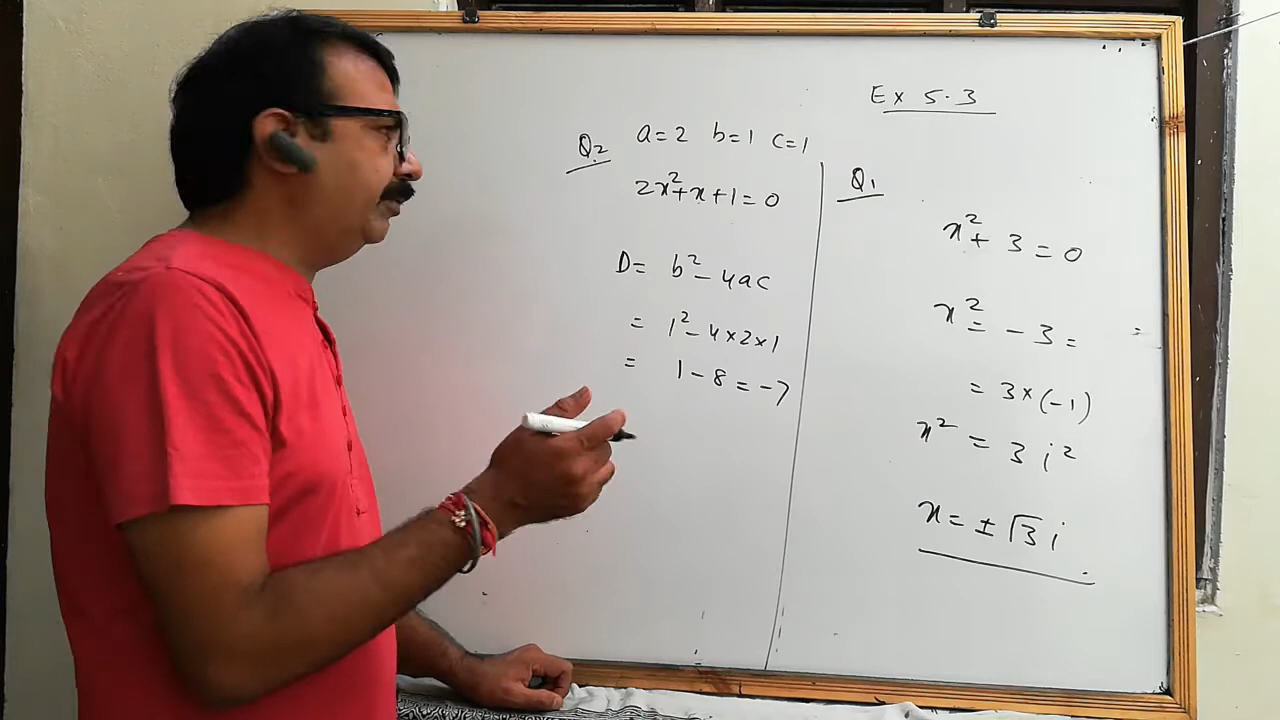 Ex 5.3
Q1
x² + 3 = 0
x² = - 3 =
= 3×(-1)
x² = 3 i²
x = ± √3 i
Q2
a=2 b=1 c=1
2x²+x+1=0
D= b²-4ac
= 1²-4×2×1
= 1-8=-7